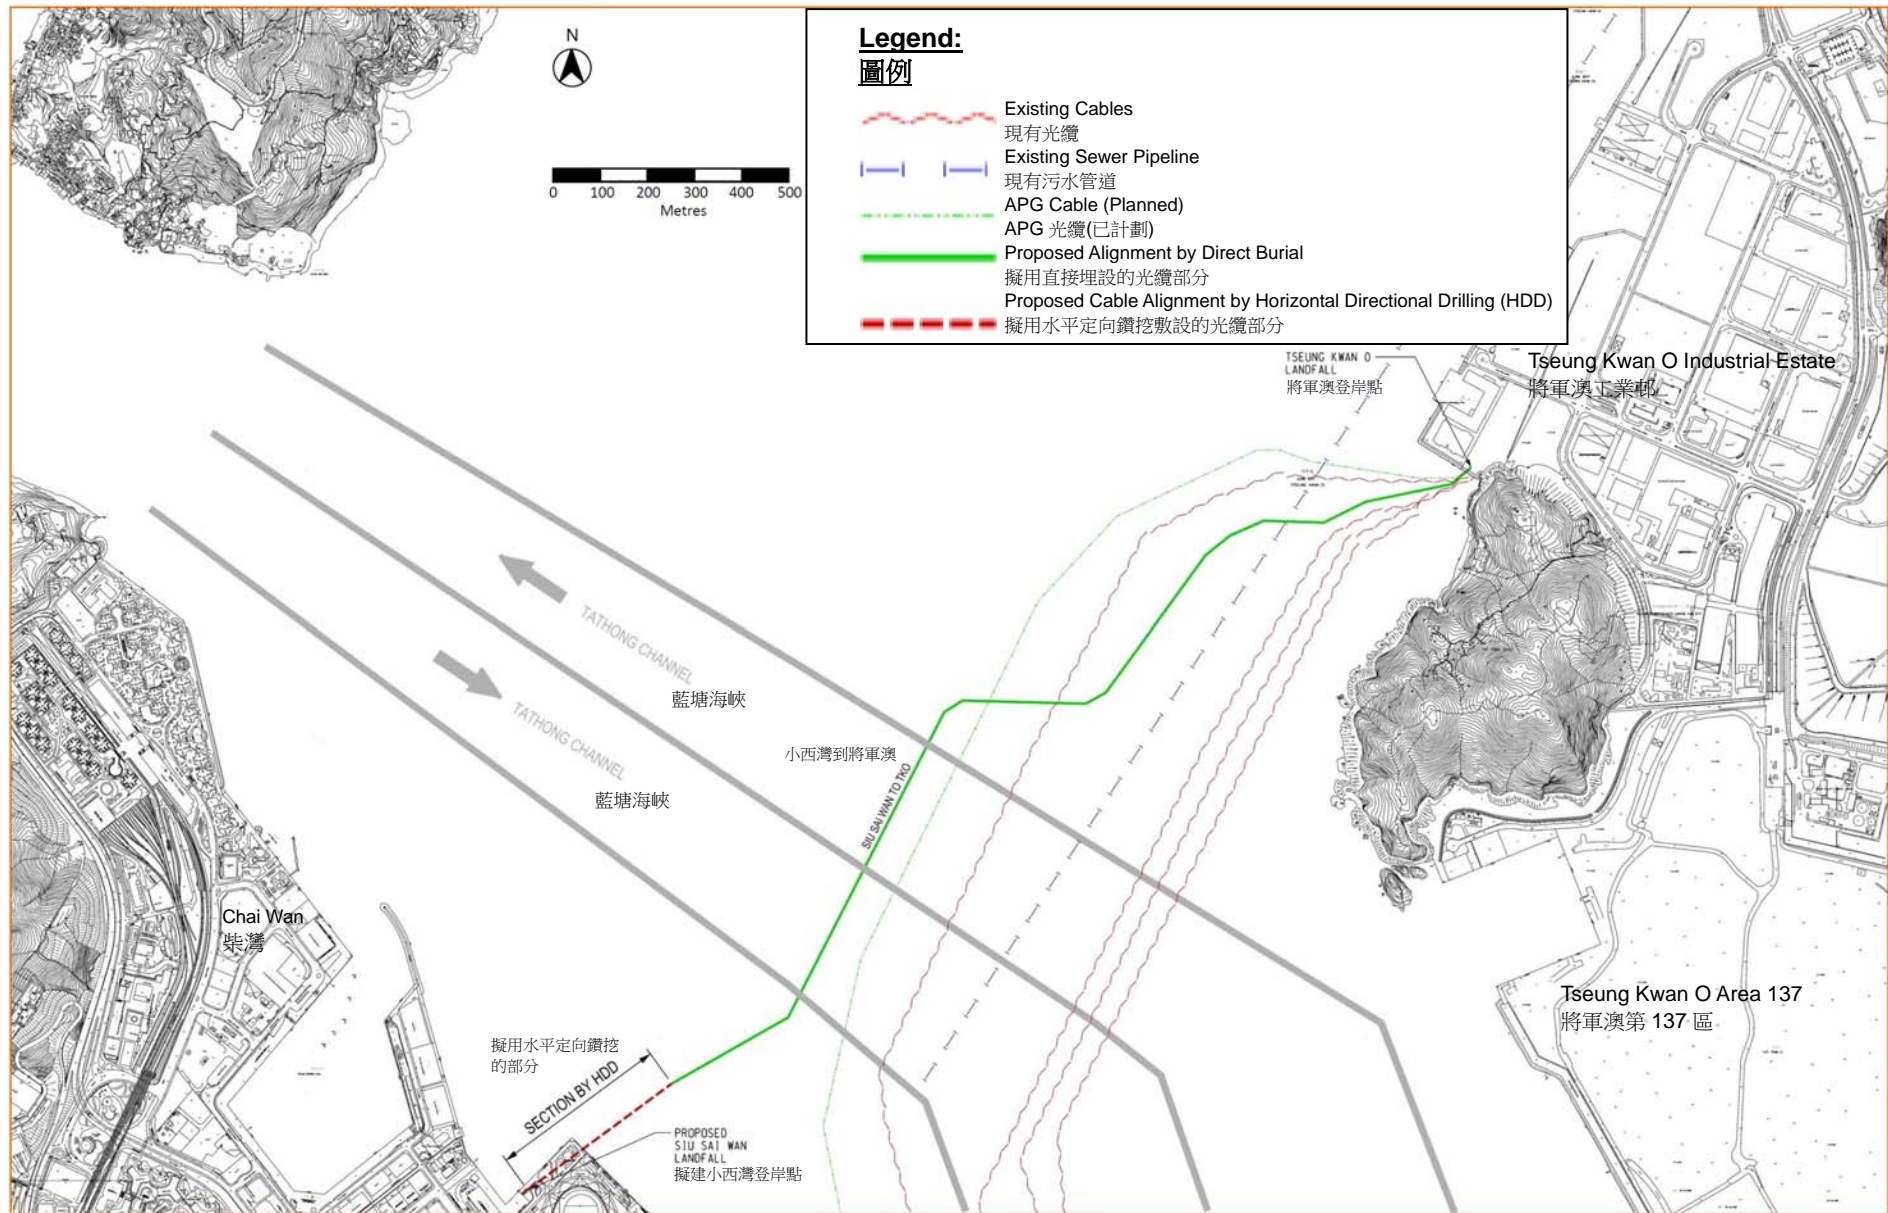 N
0 100 200 300 400 500
Metres
Legend:
圖例
Existing Cables
現有光纜
Existing Sewer Pipeline
現有污水管道
APG Cable (Planned)
APG 光纜(已計劃)
Proposed Alignment by Direct Burial
擬用直接埋設的光纜部分
Proposed Cable Alignment by Horizontal Directional Drilling (HDD)
擬用水平定向鑽挖敷設的光纜部分
TSEUNG KWAN O
LANDFALL
將軍澳登岸點
Tseung Kwan O Industrial Estate
將軍澳工業邨
TATHONG CHANNEL
藍塘海峽
TATHONG CHANNEL
藍塘海峽
小西灣到將軍澳
SIU SAI WAN TO TKO
Chai Wan
柴灣
Tseung Kwan O Area 137
將軍澳第 137 區
擬用水平定向鑽挖
的部分
SECTION BY HDD
PROPOSED
SIU SAI WAN
LANDFALL
擬建小西灣登岸點